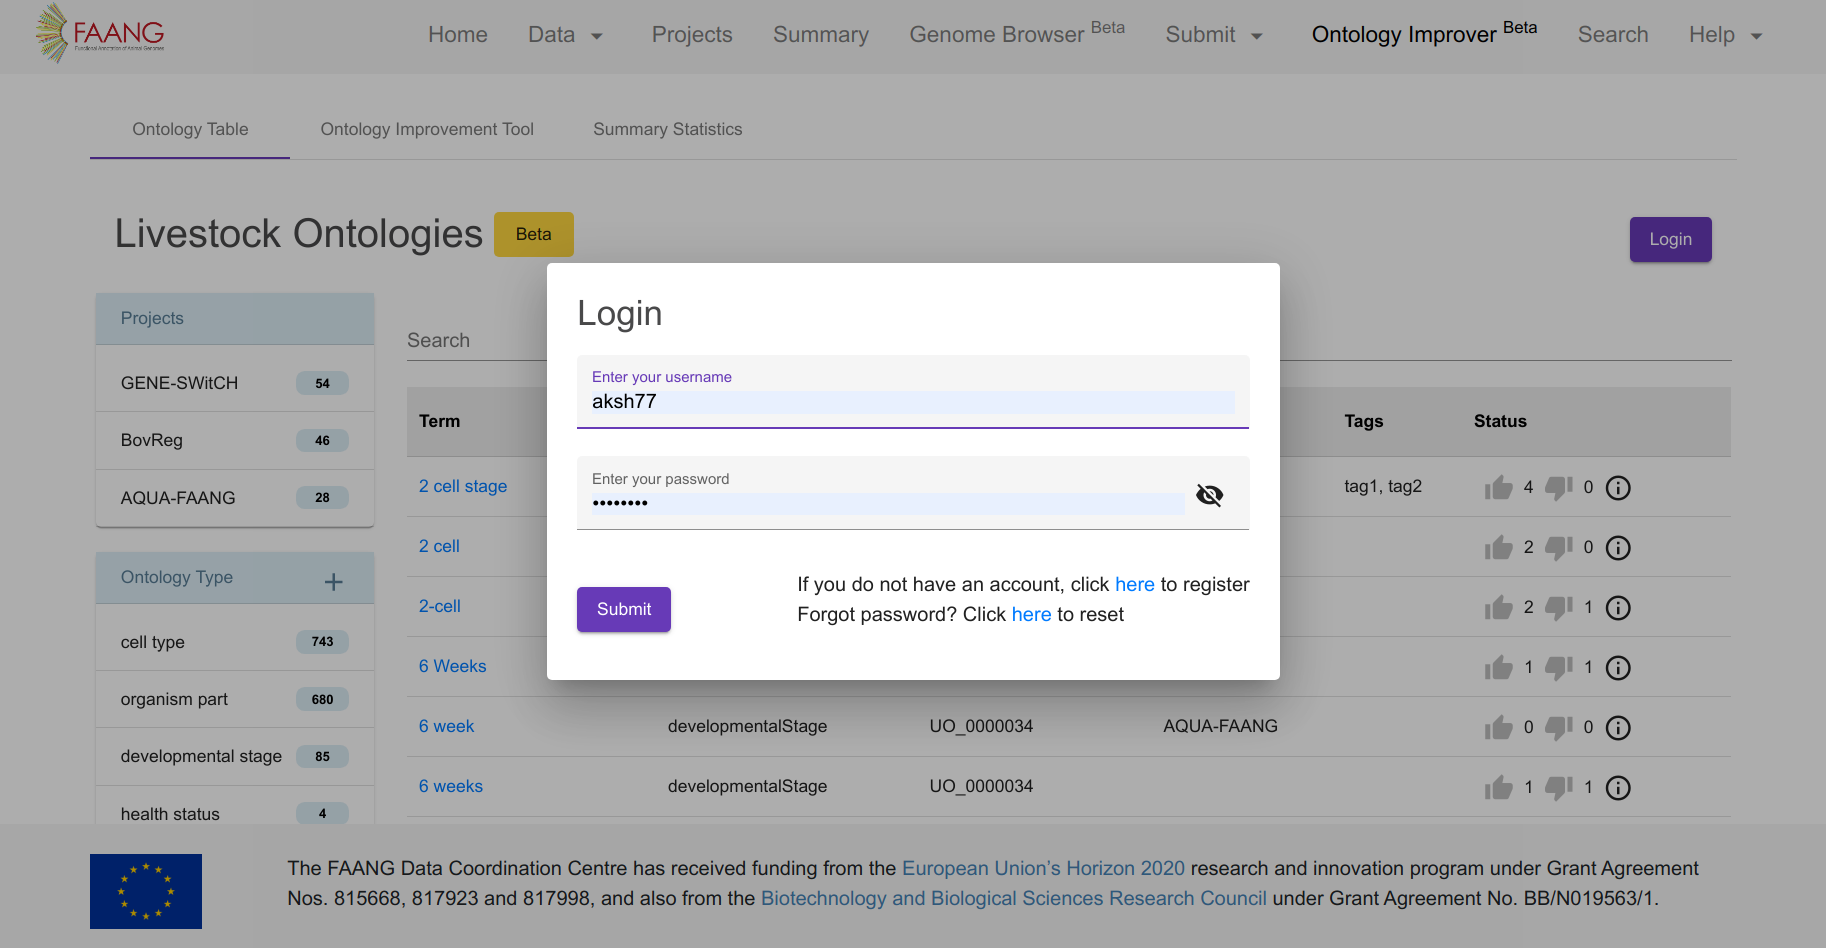 FAANG
Functional Annotation of Animal Genomes
Home Data Projects Summary Genome Browser Beta Submit Ontology Improver Beta Search Help
Ontology Table Ontology Improvement Tool Summary Statistics
Livestock Ontologies Beta
Login
Projects
GENE-SWitCH 54
BovReg 46
AQUA-FAANG 28
Ontology Type +
cell type 743
organism part 680
developmental stage 85
health status 4
Search
Term Tags Status
2 cell stage tag1, tag2 4 0
2 cell 2 0
2-cell 2 1
6 Weeks 1 1
6 week developmentalStage UO_0000034 AQUA-FAANG 0 0
6 weeks developmentalStage UO_0000034 1 1
Login
Enter your username
aksh77
Enter your password
••••••••
Submit
If you do not have an account, click here to register
Forgot password? Click here to reset
The FAANG Data Coordination Centre has received funding from the European Union’s Horizon 2020 research and innovation program under Grant Agreement
Nos. 815668, 817923 and 817998, and also from the Biotechnology and Biological Sciences Research Council under Grant Agreement No. BB/N019563/1.